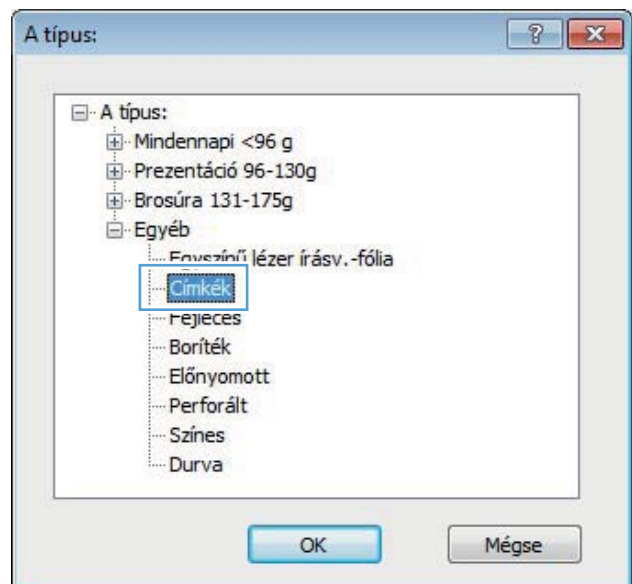 A típus:
A típus:
Mindennapi <96 g
Prezentáció 96-130g
Brosúra 131-175g
Egyéb
Egyszínű lézer írásv.-fólia
Címkék
Fejléces
Boríték
Előnyomott
Perforált
Színes
Durva
OK Mégse